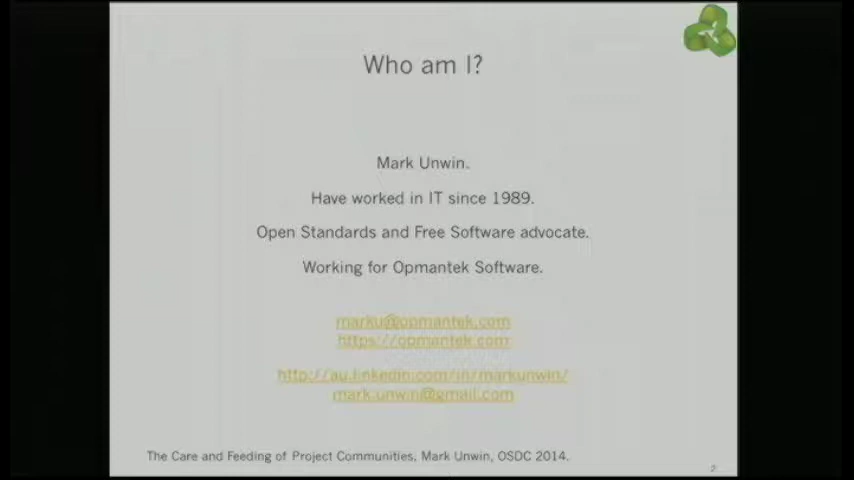 Who am I?
Mark Unwin.
Have worked in IT since 1989.
Open Standards and Free Software advocate.
Working for Opmantek Software.
marku@opmantek.com
https://opmantek.com
http://au.linkedin.com/in/markunwin/
mark.unwin@gmail.com
The Care and Feeding of Project Communities, Mark Unwin, OSDC 2014.
2